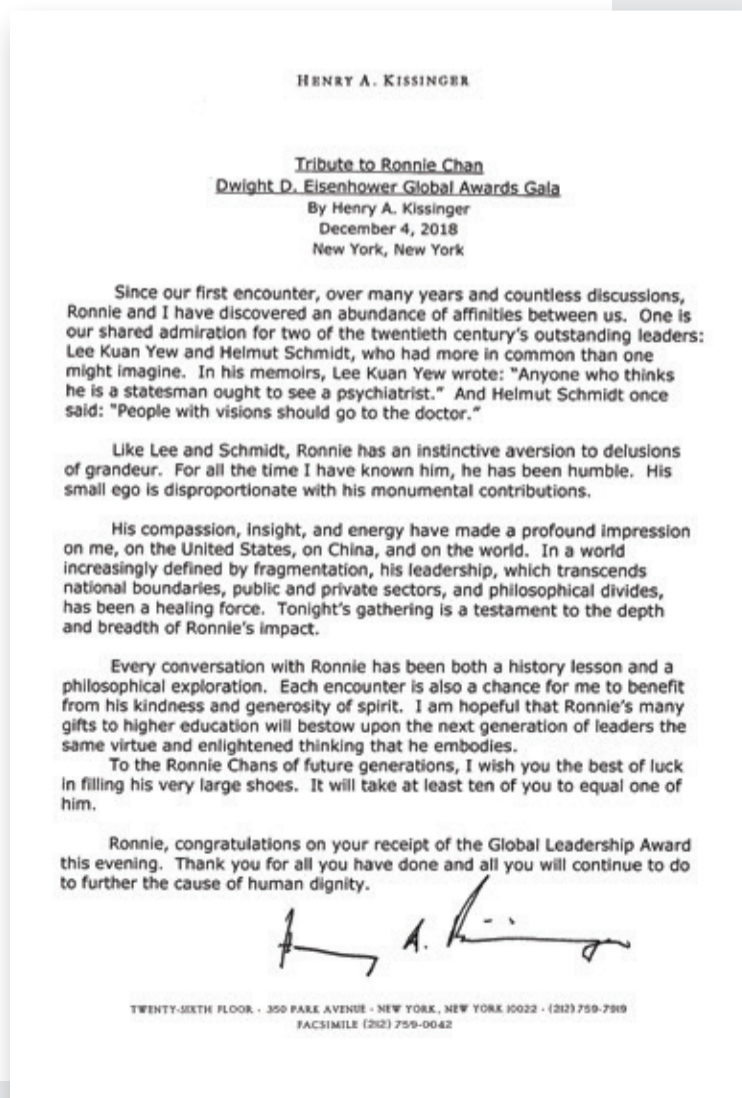 HENRY A. KISSINGER
Tribute to Ronnie Chan
Dwight D. Eisenhower Global Awards Gala
By Henry A. Kissinger
December 4, 2018
New York, New York
Since our first encounter, over many years and countless discussions,
Ronnie and I have discovered an abundance of affinities between us. One is
our shared admiration for two of the twentieth century's outstanding leaders:
Lee Kuan Yew and Helmut Schmidt, who had more in common than one
might imagine. In his memoirs, Lee Kuan Yew wrote: "Anyone who thinks
he is a statesman ought to see a psychiatrist." And Helmut Schmidt once
said: "People with visions should go to the doctor."
Like Lee and Schmidt, Ronnie has an instinctive aversion to delusions
of grandeur. For all the time I have known him, he has been humble. His
small ego is disproportionate with his monumental contributions.
His compassion, insight, and energy have made a profound impression
on me, on the United States, on China, and on the world. In a world
increasingly defined by fragmentation, his leadership, which transcends
national boundaries, public and private sectors, and philosophical divides,
has been a healing force. Tonight's gathering is a testament to the depth
and breadth of Ronnie's impact.
Every conversation with Ronnie has been both a history lesson and a
philosophical exploration. Each encounter is also a chance for me to benefit
from his kindness and generosity of spirit. I am hopeful that Ronnie's many
gifts to higher education will bestow upon the next generation of leaders the
same virtue and enlightened thinking that he embodies.
To the Ronnie Chans of future generations, I wish you the best of luck
in filling his very large shoes. It will take at least ten of you to equal one of
him.
Ronnie, congratulations on your receipt of the Global Leadership Award
this evening. Thank you for all you have done and all you will continue to do
to further the cause of human dignity.
Henry A. Kissinger
TWENTY-SIXTH FLOOR · 350 PARK AVENUE · NEW YORK, NEW YORK 10022 · (212) 759-7919
FACSIMILE (212) 759-0042